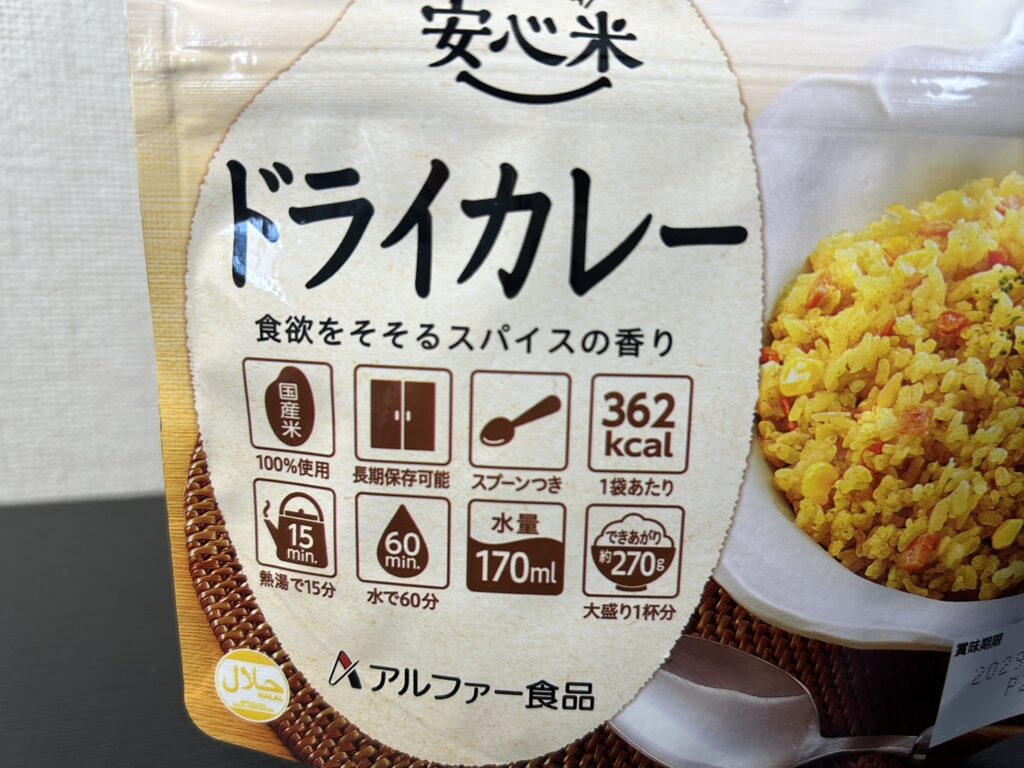 安心米
ドライカレー
食欲をそそるスパイスの香り
国産米
100%使用
長期保存可能
スプーンつき
362
kcal
1袋あたり
15
min.
熱湯で15分
60
min.
水で60分
水量
170ml
できあがり
約270g
大盛り1杯分
حلال
HALAL
アルファー食品
賞味期限